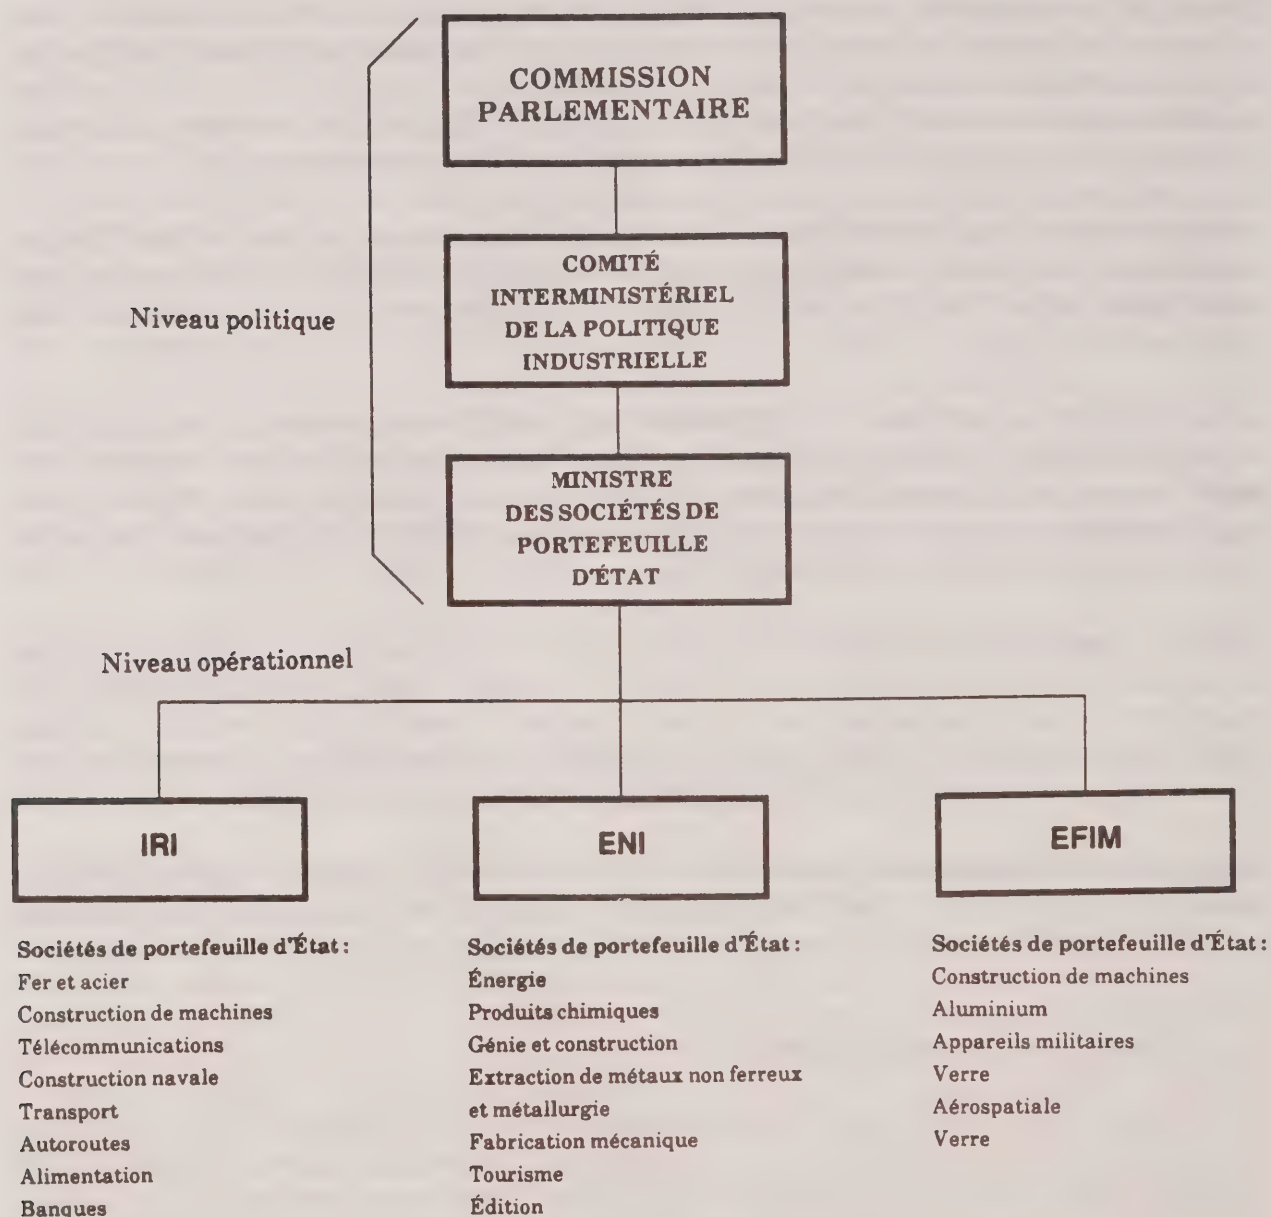 COMMISSION
PARLEMENTAIRE
Niveau politique
COMITÉ
INTERMINISTÉRIEL
DE LA POLITIQUE
INDUSTRIELLE
MINISTRE
DES SOCIÉTÉS DE
PORTEFEUILLE
D'ÉTAT
Niveau opérationnel
IRI
ENI
EFIM
Sociétés de portefeuille d'État :
Fer et acier
Construction de machines
Télécommunications
Construction navale
Transport
Autoroutes
Alimentation
Banques
Sociétés de portefeuille d'État :
Énergie
Produits chimiques
Génie et construction
Extraction de métaux non ferreux
et métallurgie
Fabrication mécanique
Tourisme
Édition
Sociétés de portefeuille d'État :
Construction de machines
Aluminium
Appareils militaires
Verre
Aérospatiale
Verre